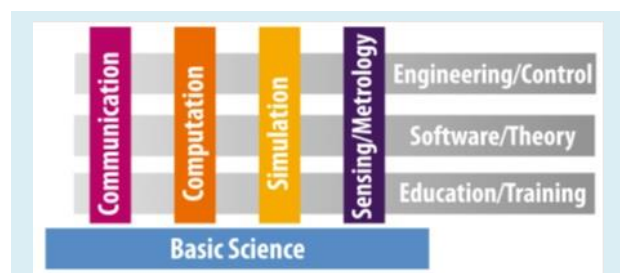 Communication
Computation
Simulation
Sensing/Metrology
Engineering/Control
Software/Theory
Education/Training
Basic Science